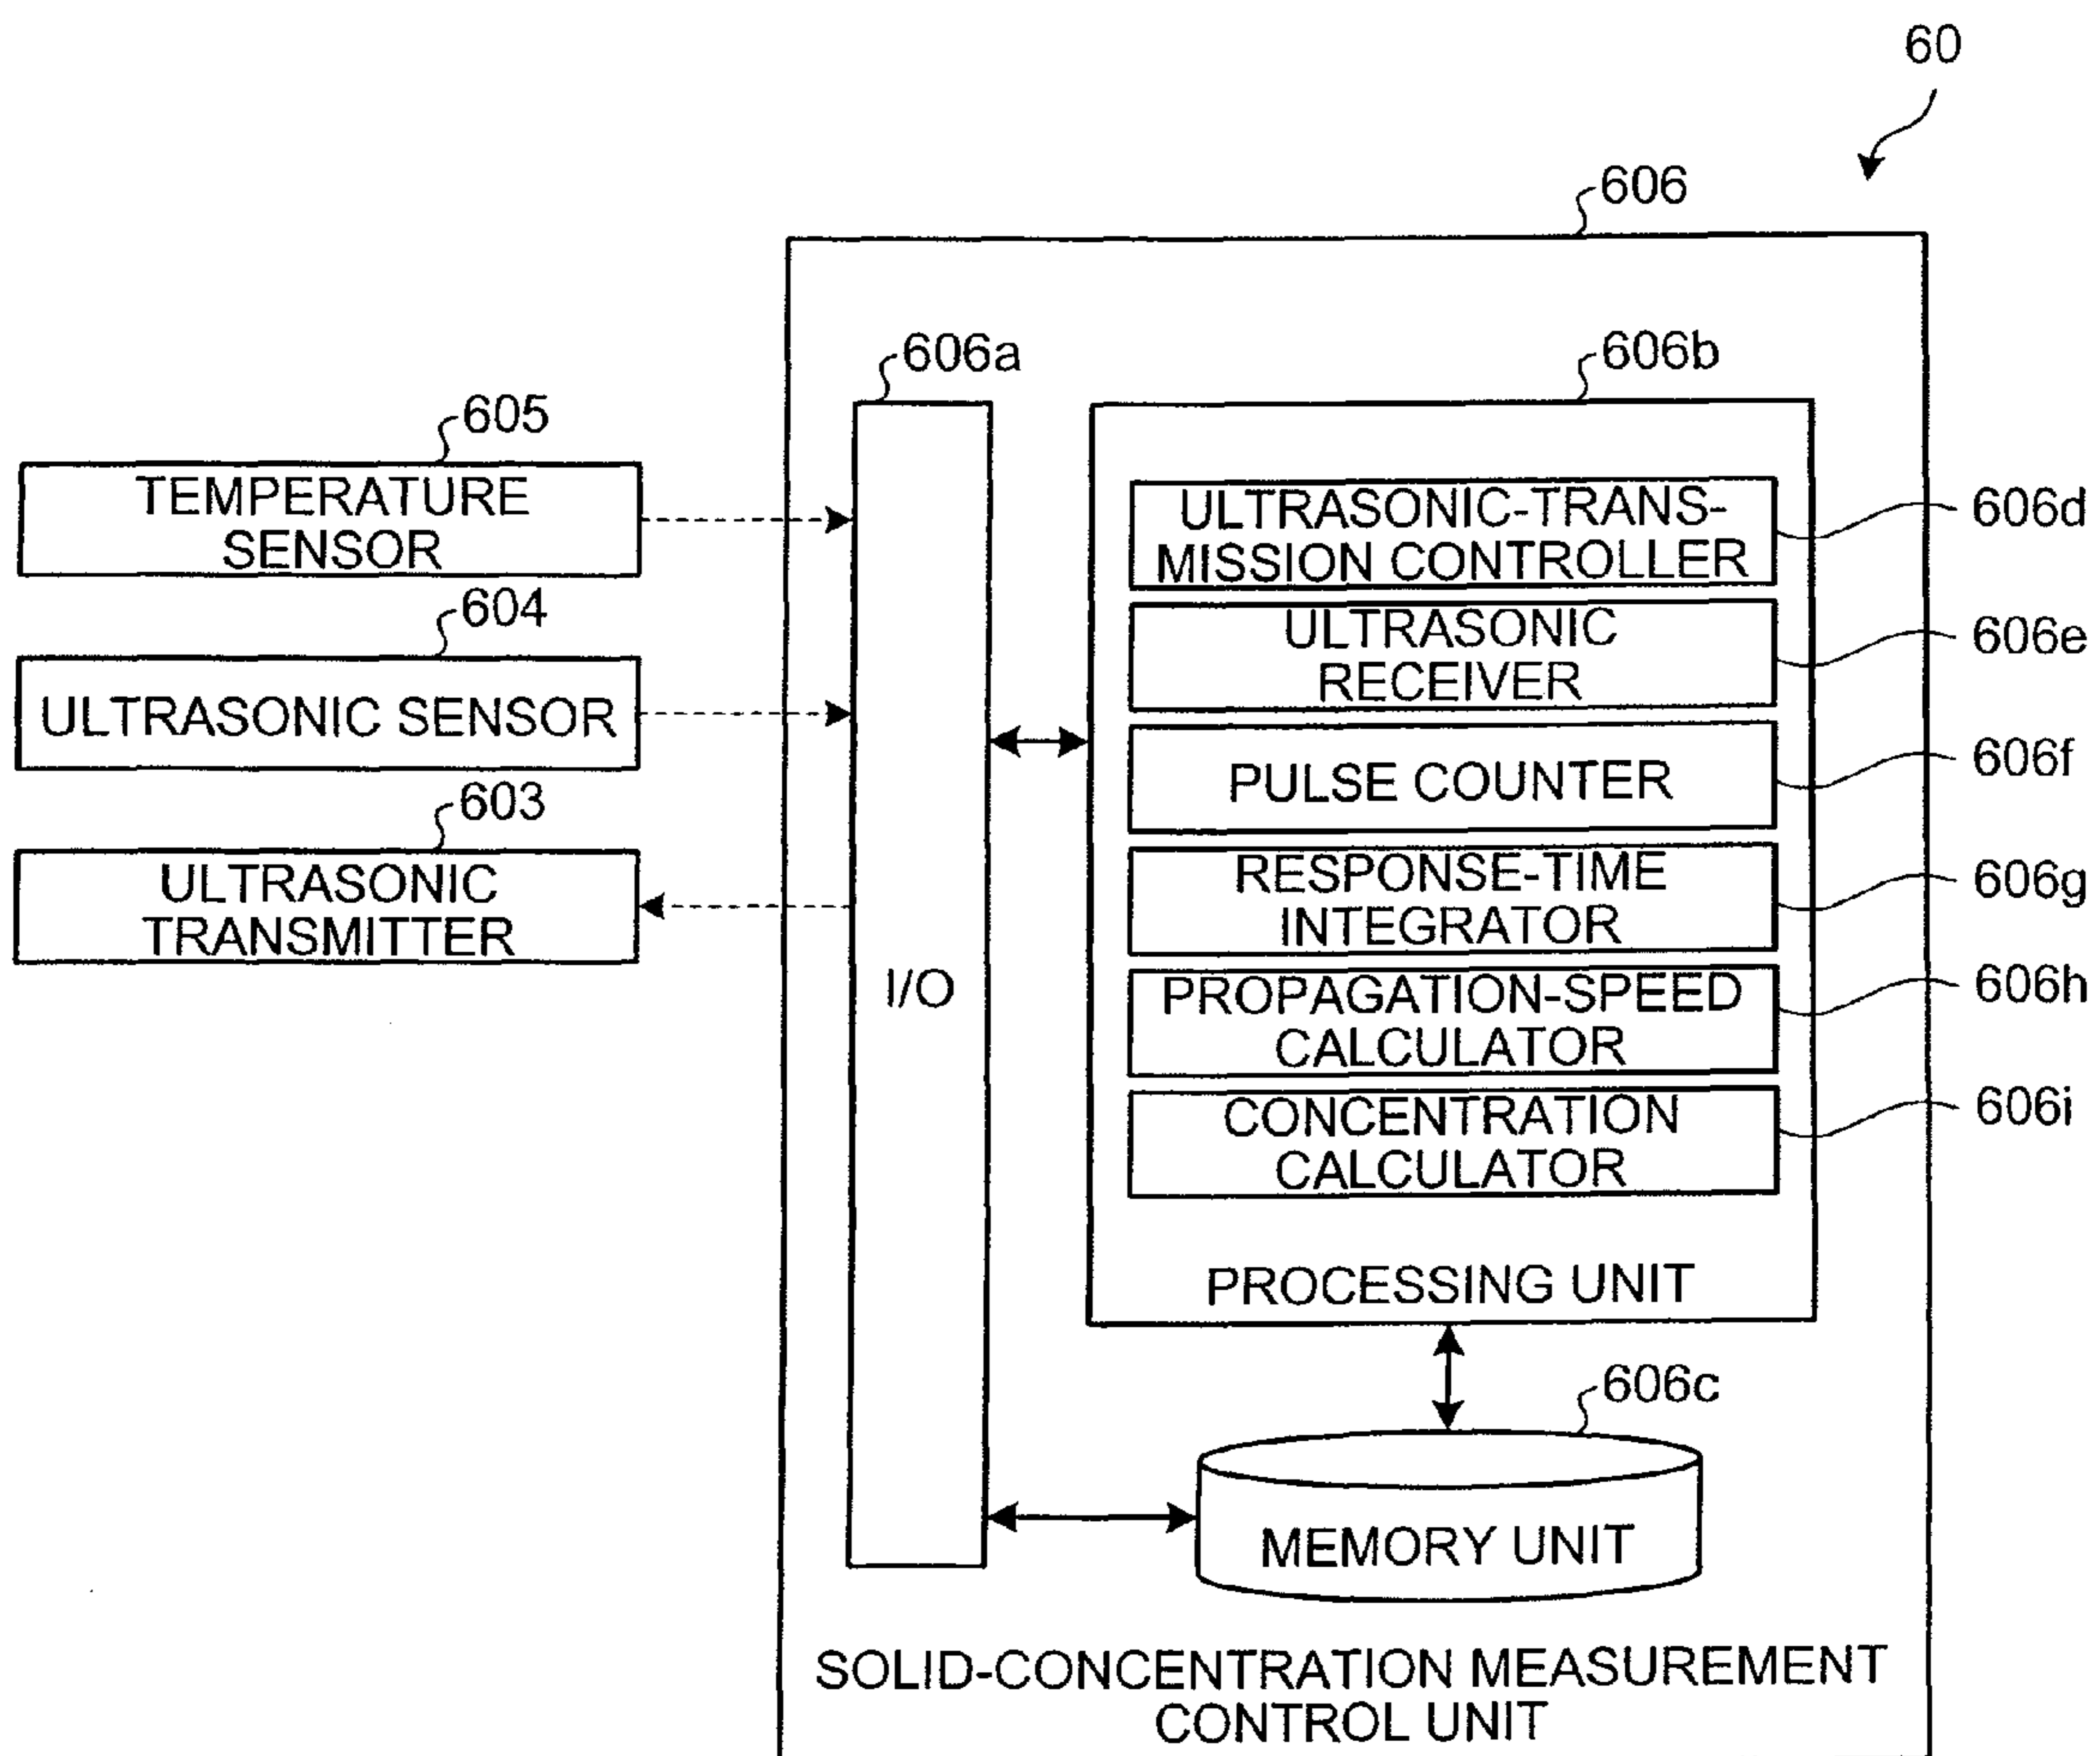 60
606
606a
606b
605
TEMPERATURE
SENSOR
604
ULTRASONIC SENSOR
603
ULTRASONIC
TRANSMITTER
I/O
ULTRASONIC-TRANS-
MISSION CONTROLLER
606d
ULTRASONIC
RECEIVER
606e
PULSE COUNTER
606f
RESPONSE-TIME
INTEGRATOR
606g
PROPAGATION-SPEED
CALCULATOR
606h
CONCENTRATION
CALCULATOR
606i
PROCESSING UNIT
606c
MEMORY UNIT
SOLID-CONCENTRATION MEASUREMENT
CONTROL UNIT